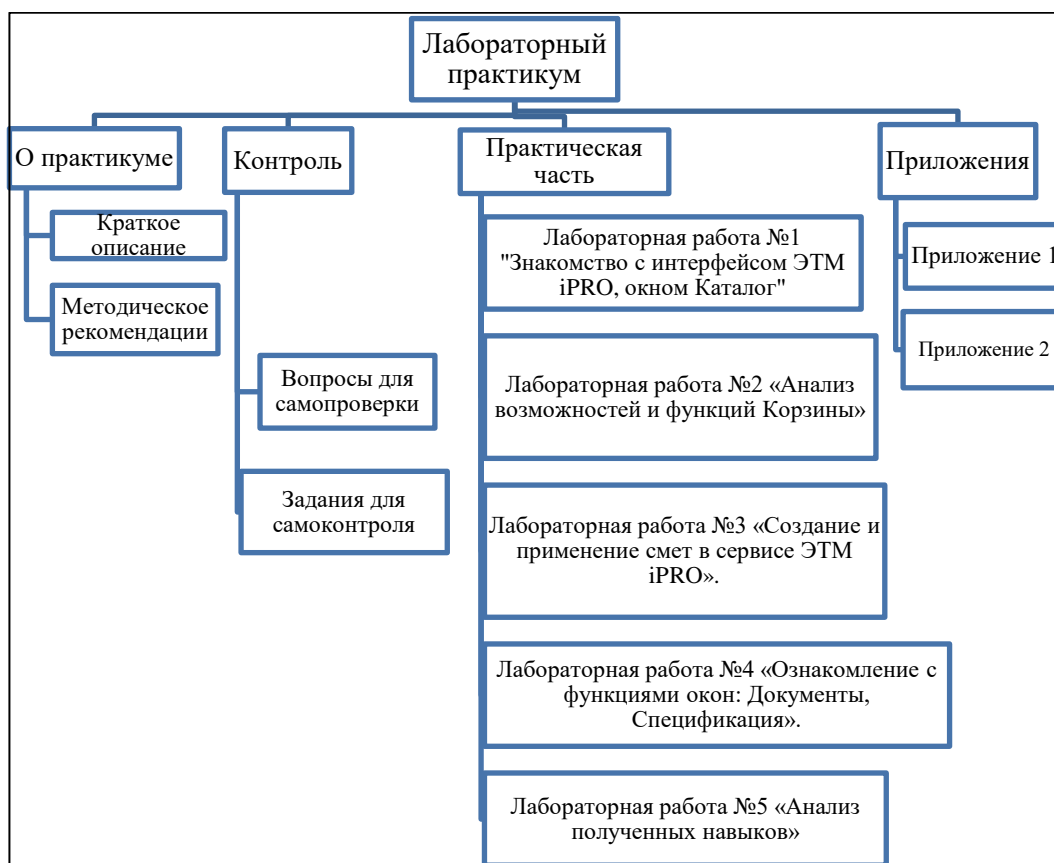 Лабораторный
практикум
О практикуме
Краткое
описание
Методическое
рекомендации
Контроль
Вопросы для
самопроверки
Задания для
самоконтроля
Практическая
часть
Лабораторная работа №1
"Знакомство с интерфейсом ЭТМ
iPRO, окном Каталог"
Лабораторная работа №2 «Анализ
возможностей и функций Корзины»
Лабораторная работа №3 «Создание и
применение смет в сервисе ЭТМ
iPRO».
Лабораторная работа №4 «Ознакомление с
функциями окон: Документы,
Спецификация».
Лабораторная работа №5 «Анализ
полученных навыков»
Приложения
Приложение 1
Приложение 2